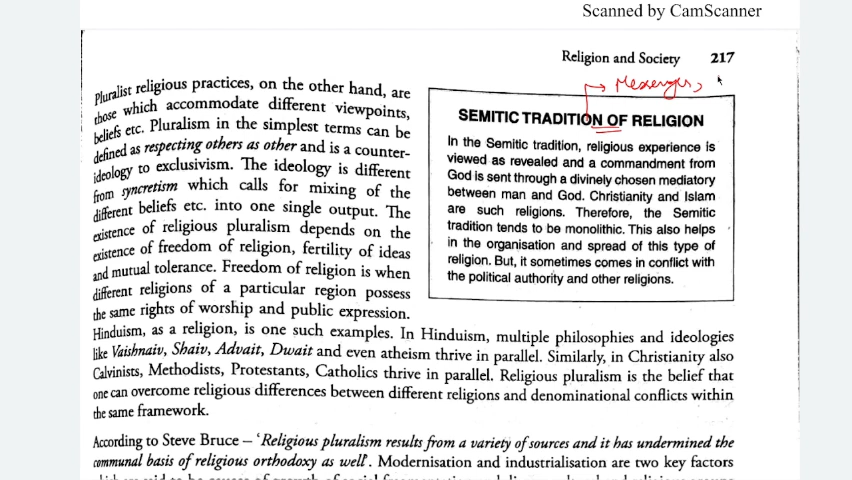 Scanned by CamScanner
Religion and Society 217
Messenger,
Pluralist religious practices, on the other hand, are
those which accommodate different viewpoints,
beliefs etc. Pluralism in the simplest terms can be
defined as respecting others as other and is a counter-
ideology to exclusivism. The ideology is different
from syncretism which calls for mixing of the
different beliefs etc. into one single output. The
existence of religious pluralism depends on the
existence of freedom of religion, fertility of ideas
and mutual tolerance. Freedom of religion is when
different religions of a particular region possess
the same rights of worship and public expression.
SEMITIC TRADITION OF RELIGION
In the Semitic tradition, religious experience is
viewed as revealed and a commandment from
God is sent through a divinely chosen mediatory
between man and God. Christianity and Islam
are such religions. Therefore, the Semitic
tradition tends to be monolithic. This also helps
in the organisation and spread of this type of
religion. But, it sometimes comes in conflict with
the political authority and other religions.
Hinduism, as a religion, is one such examples. In Hinduism, multiple philosophies and ideologies
like Vaishnaiv, Shaiv, Advait, Dwait and even atheism thrive in parallel. Similarly, in Christianity also
Calvinists, Methodists, Protestants, Catholics thrive in parallel. Religious pluralism is the belief that
one can overcome religious differences between different religions and denominational conflicts within
the same framework.
According to Steve Bruce – 'Religious pluralism results from a variety of sources and it has undermined the
communal basis of religious orthodoxy as well'. Modernisation and industrialisation are two key factors